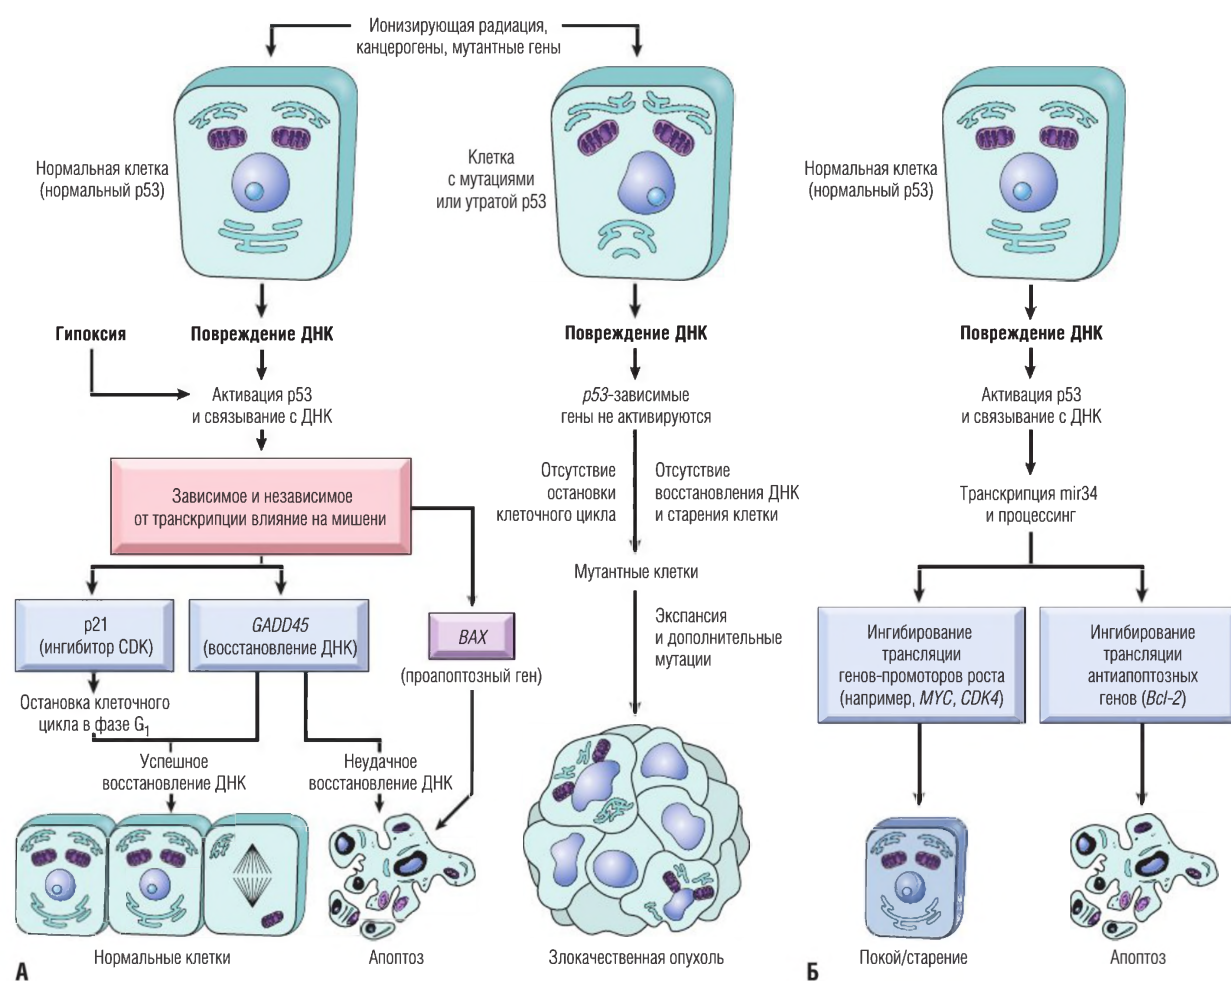 Ионизирующая радиация,
канцерогены, мутантные гены
Нормальная клетка
(нормальный p53)
Клетка
с мутациями
или утратой p53
Нормальная клетка
(нормальный p53)
Гипоксия
Повреждение ДНК
Повреждение ДНК
Повреждение ДНК
Активация p53
и связывание с ДНК
p53-зависимые
гены не активируются
Активация p53
и связывание с ДНК
Зависимое и независимое
от транскрипции влияние на мишени
Отсутствие
остановки
клеточного цикла
Отсутствие
восстановления ДНК
и старения клетки
Транскрипция mir34
и процессинг
Мутантные клетки
p21
(ингибитор CDK)
GADD45
(восстановление ДНК)
BAX
(проапоптозный ген)
Экспансия
и дополнительные
мутации
Ингибирование
трансляции
генов-промоторов роста
(например, MYC, CDK4)
Ингибирование
трансляции
антиапоптозных
генов (Bcl-2)
Остановка клеточного
цикла в фазе G1
Успешное
восстановление ДНК
Неудачное
восстановление ДНК
Нормальные клетки
Апоптоз
Злокачественная опухоль
Покой/старение
Апоптоз
А
Б